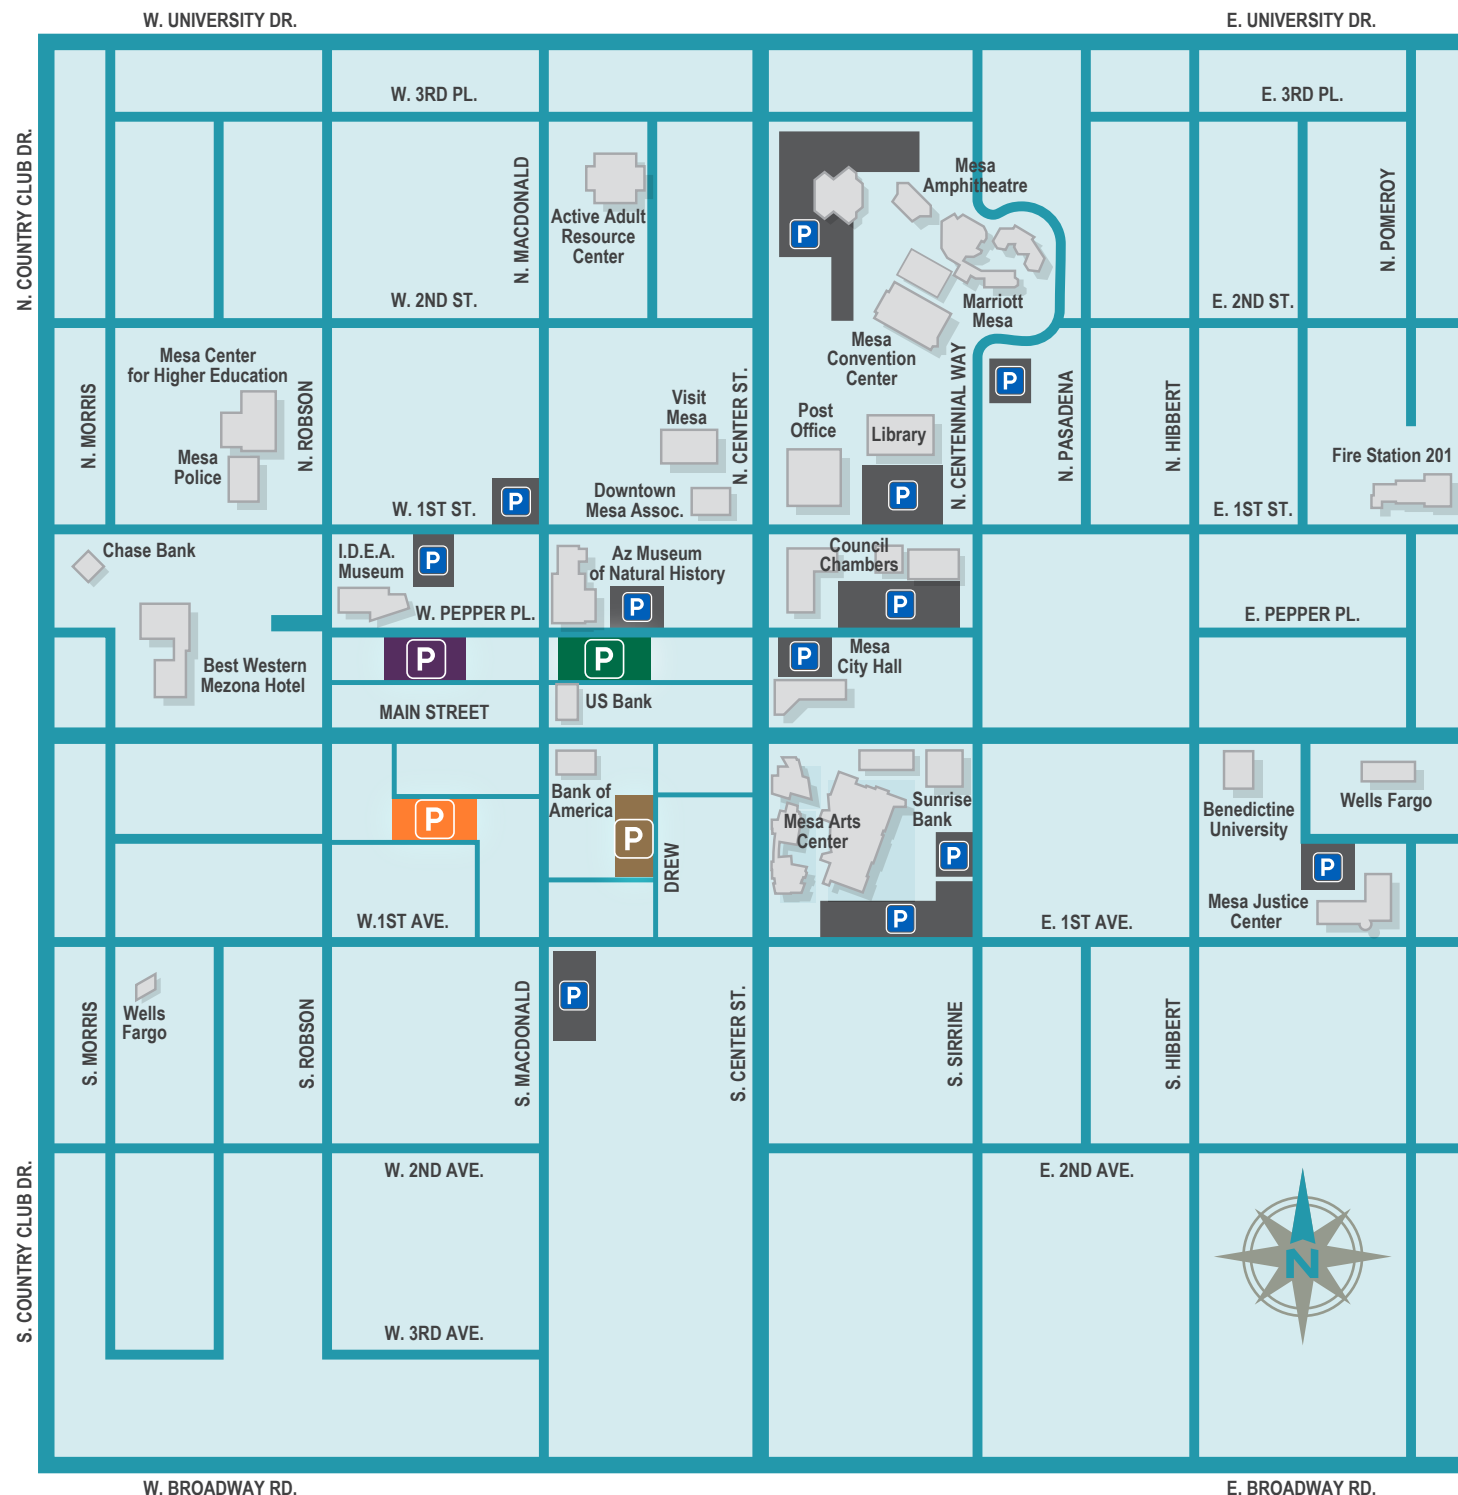 W. UNIVERSITY DR.
E. UNIVERSITY DR.
W. 3RD PL.
E. 3RD PL.
N. COUNTRY CLUB DR.
N. MACDONALD
Active Adult
Resource
Center
P
Mesa
Amphitheatre
N. POMEROY
W. 2ND ST.
Marriott
Mesa
E. 2ND ST.
Mesa Center
for Higher Education
Mesa
Convention
Center
N. MORRIS
N. ROBSON
Visit
Mesa
N. CENTER ST.
Post
Office
Library
N. CENTENNIAL WAY
P
N. PASADENA
N. HIBBERT
Mesa
Police
Fire Station 201
W. 1ST ST.
P
Downtown
Mesa Assoc.
P
E. 1ST ST.
Chase Bank
I.D.E.A.
Museum
P
Az Museum
of Natural History
Council
Chambers
W. PEPPER PL.
P
P
E. PEPPER PL.
Best Western
Mezona Hotel
P
P
P
Mesa
City Hall
MAIN STREET
US Bank
Bank of
America
Mesa Arts
Center
Sunrise
Bank
Benedictine
University
Wells Fargo
P
P
DREW
P
P
W.1ST AVE.
P
E. 1ST AVE.
Mesa Justice
Center
Wells
Fargo
P
S. MORRIS
S. ROBSON
S. MACDONALD
S. CENTER ST.
S. SIRRINE
S. HIBBERT
S. COUNTRY CLUB DR.
W. 2ND AVE.
E. 2ND AVE.
N
W. 3RD AVE.
W. BROADWAY RD.
E. BROADWAY RD.